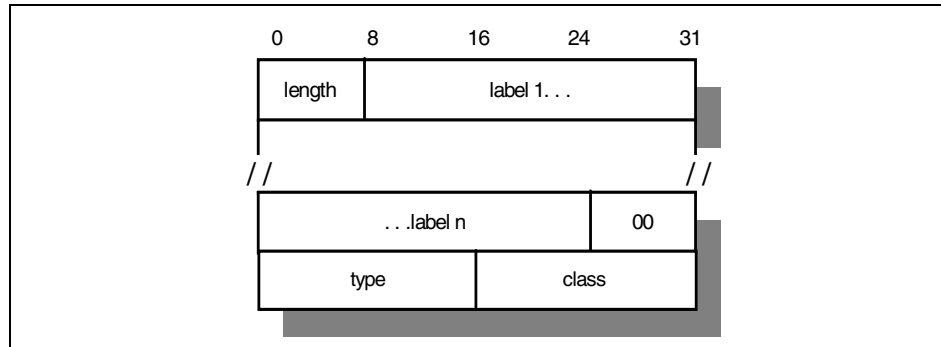 0 8 16 24 31
length label 1. . .
// //
. . .label n 00
type class